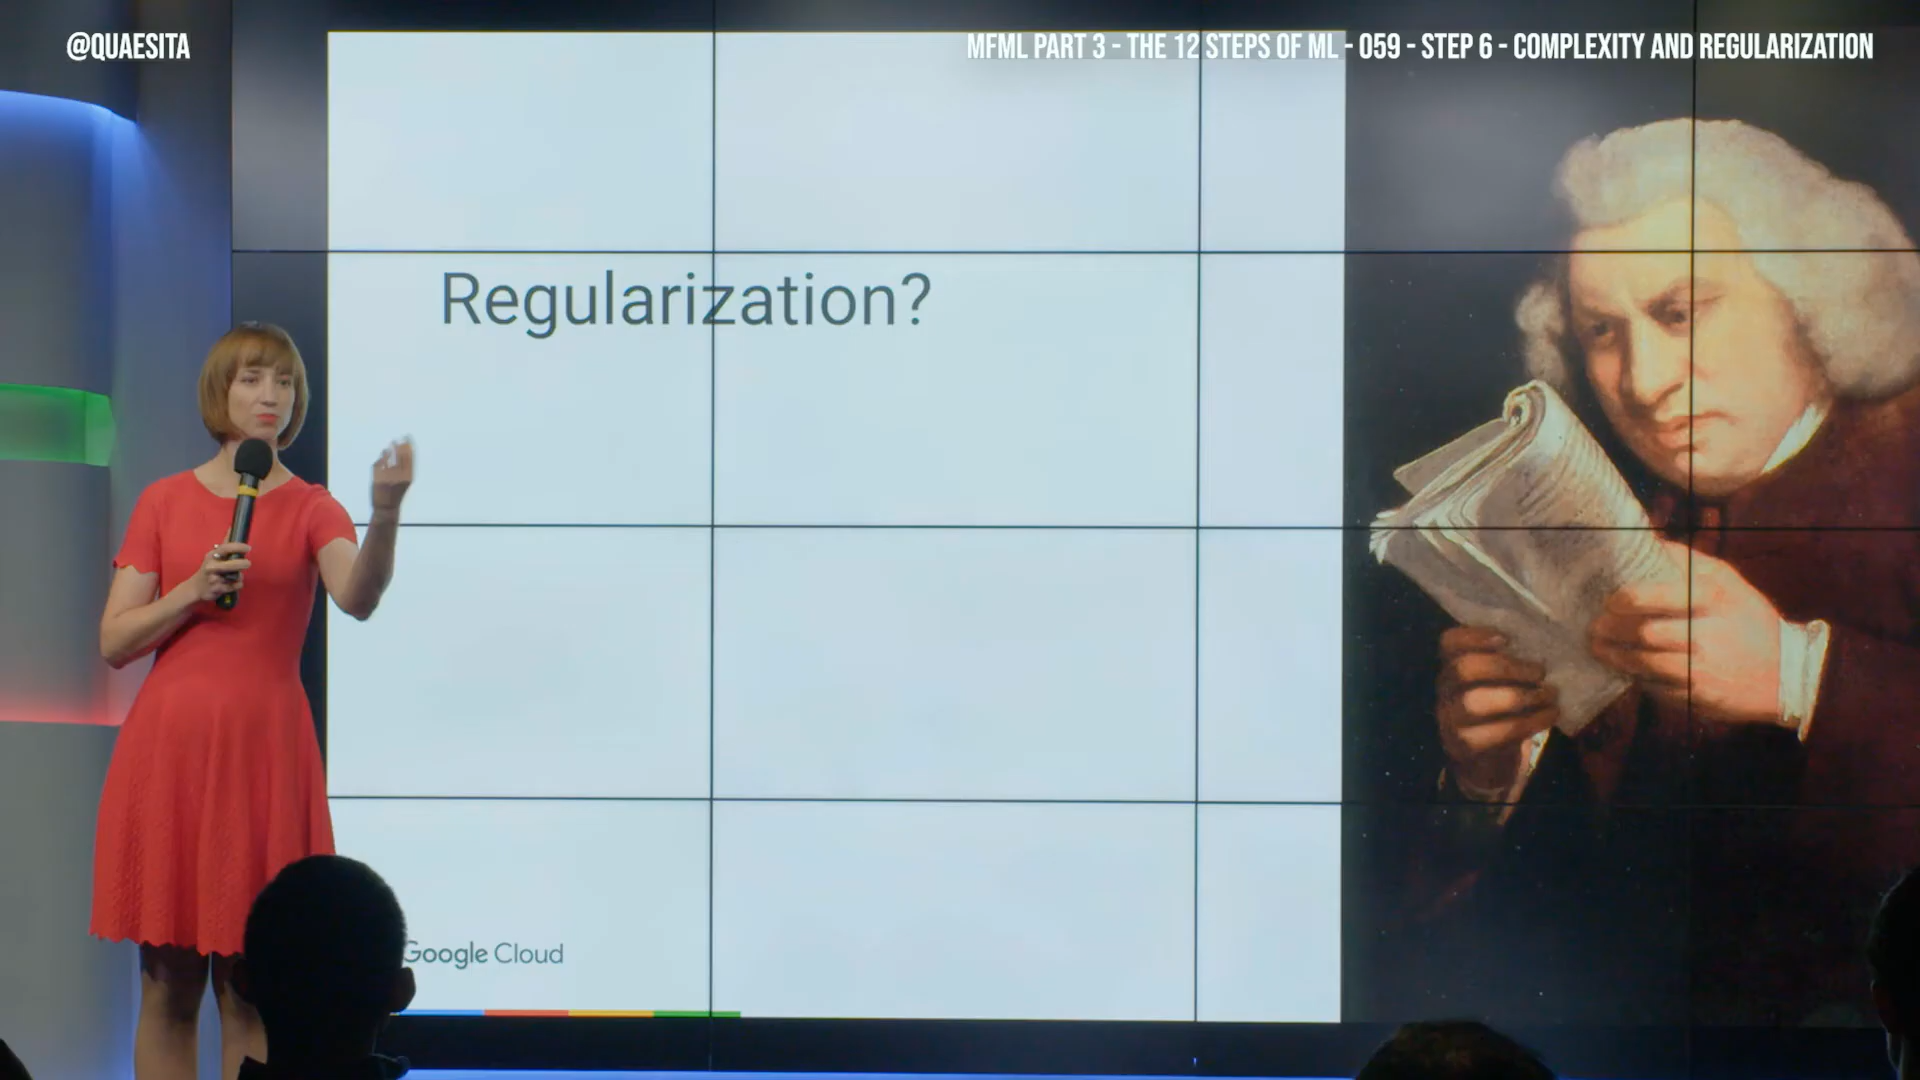 @QUAESITA
MFML PART 3 - THE 12 STEPS OF ML - 059 - STEP 6 - COMPLEXITY AND REGULARIZATION
Regularization?
Google Cloud